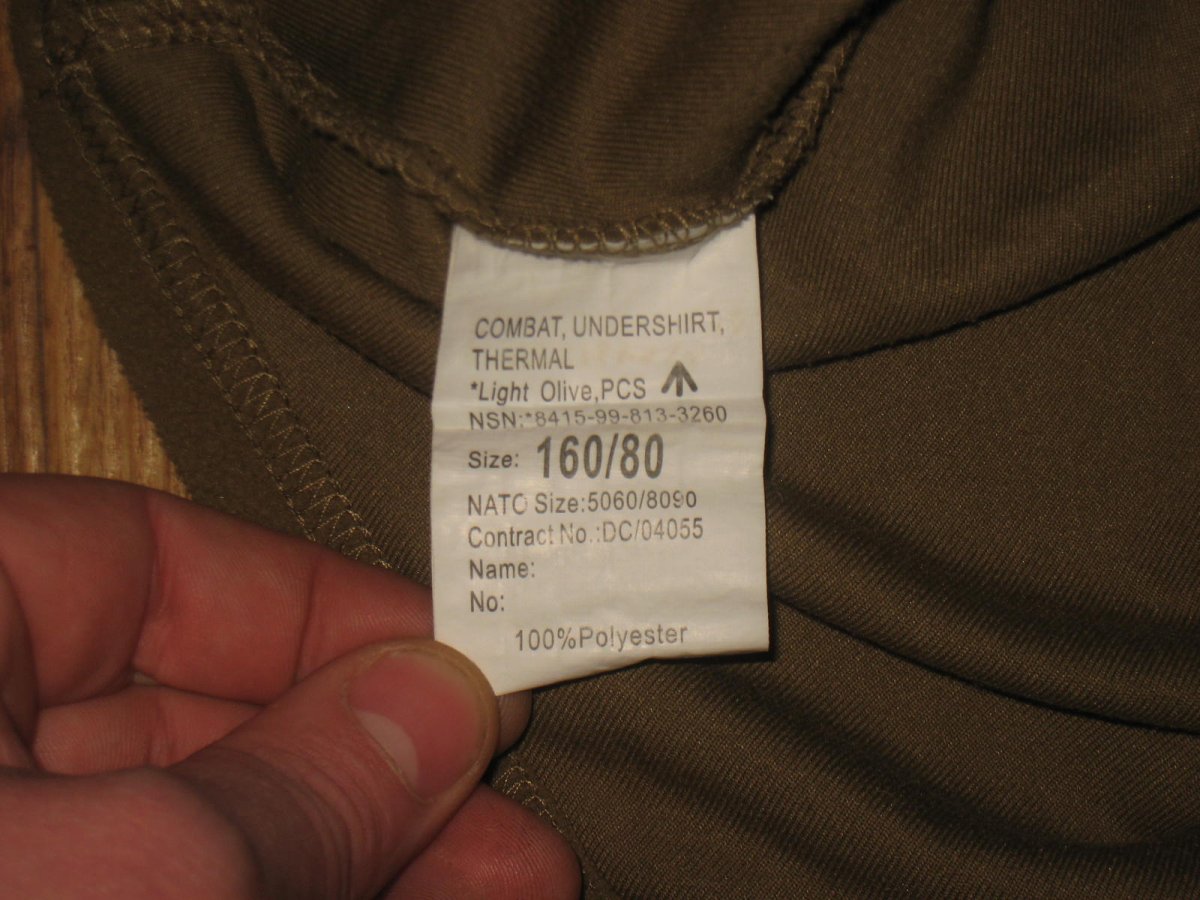 COMBAT, UNDERSHIRT,
THERMAL
*Light Olive,PCS
NSN:*8415-99-813-3260
Size: 160/80
NATO Size:5060/8090
Contract No.:DC/04055
Name:
No:
100%Polyester